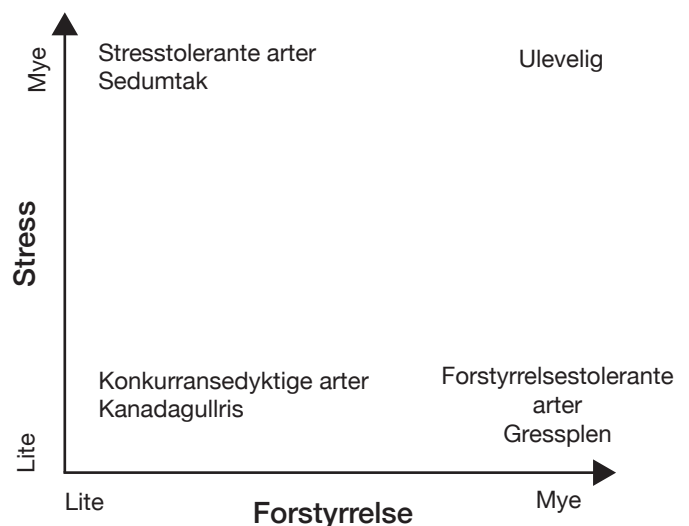 Mye
Stresstolerante arter
Sedumtak
Ulevelig
Stress
Konkurransedyktige arter
Kanadagullris
Forstyrrelsestolerante
arter
Gressplen
Lite
Lite
Forstyrrelse
Mye